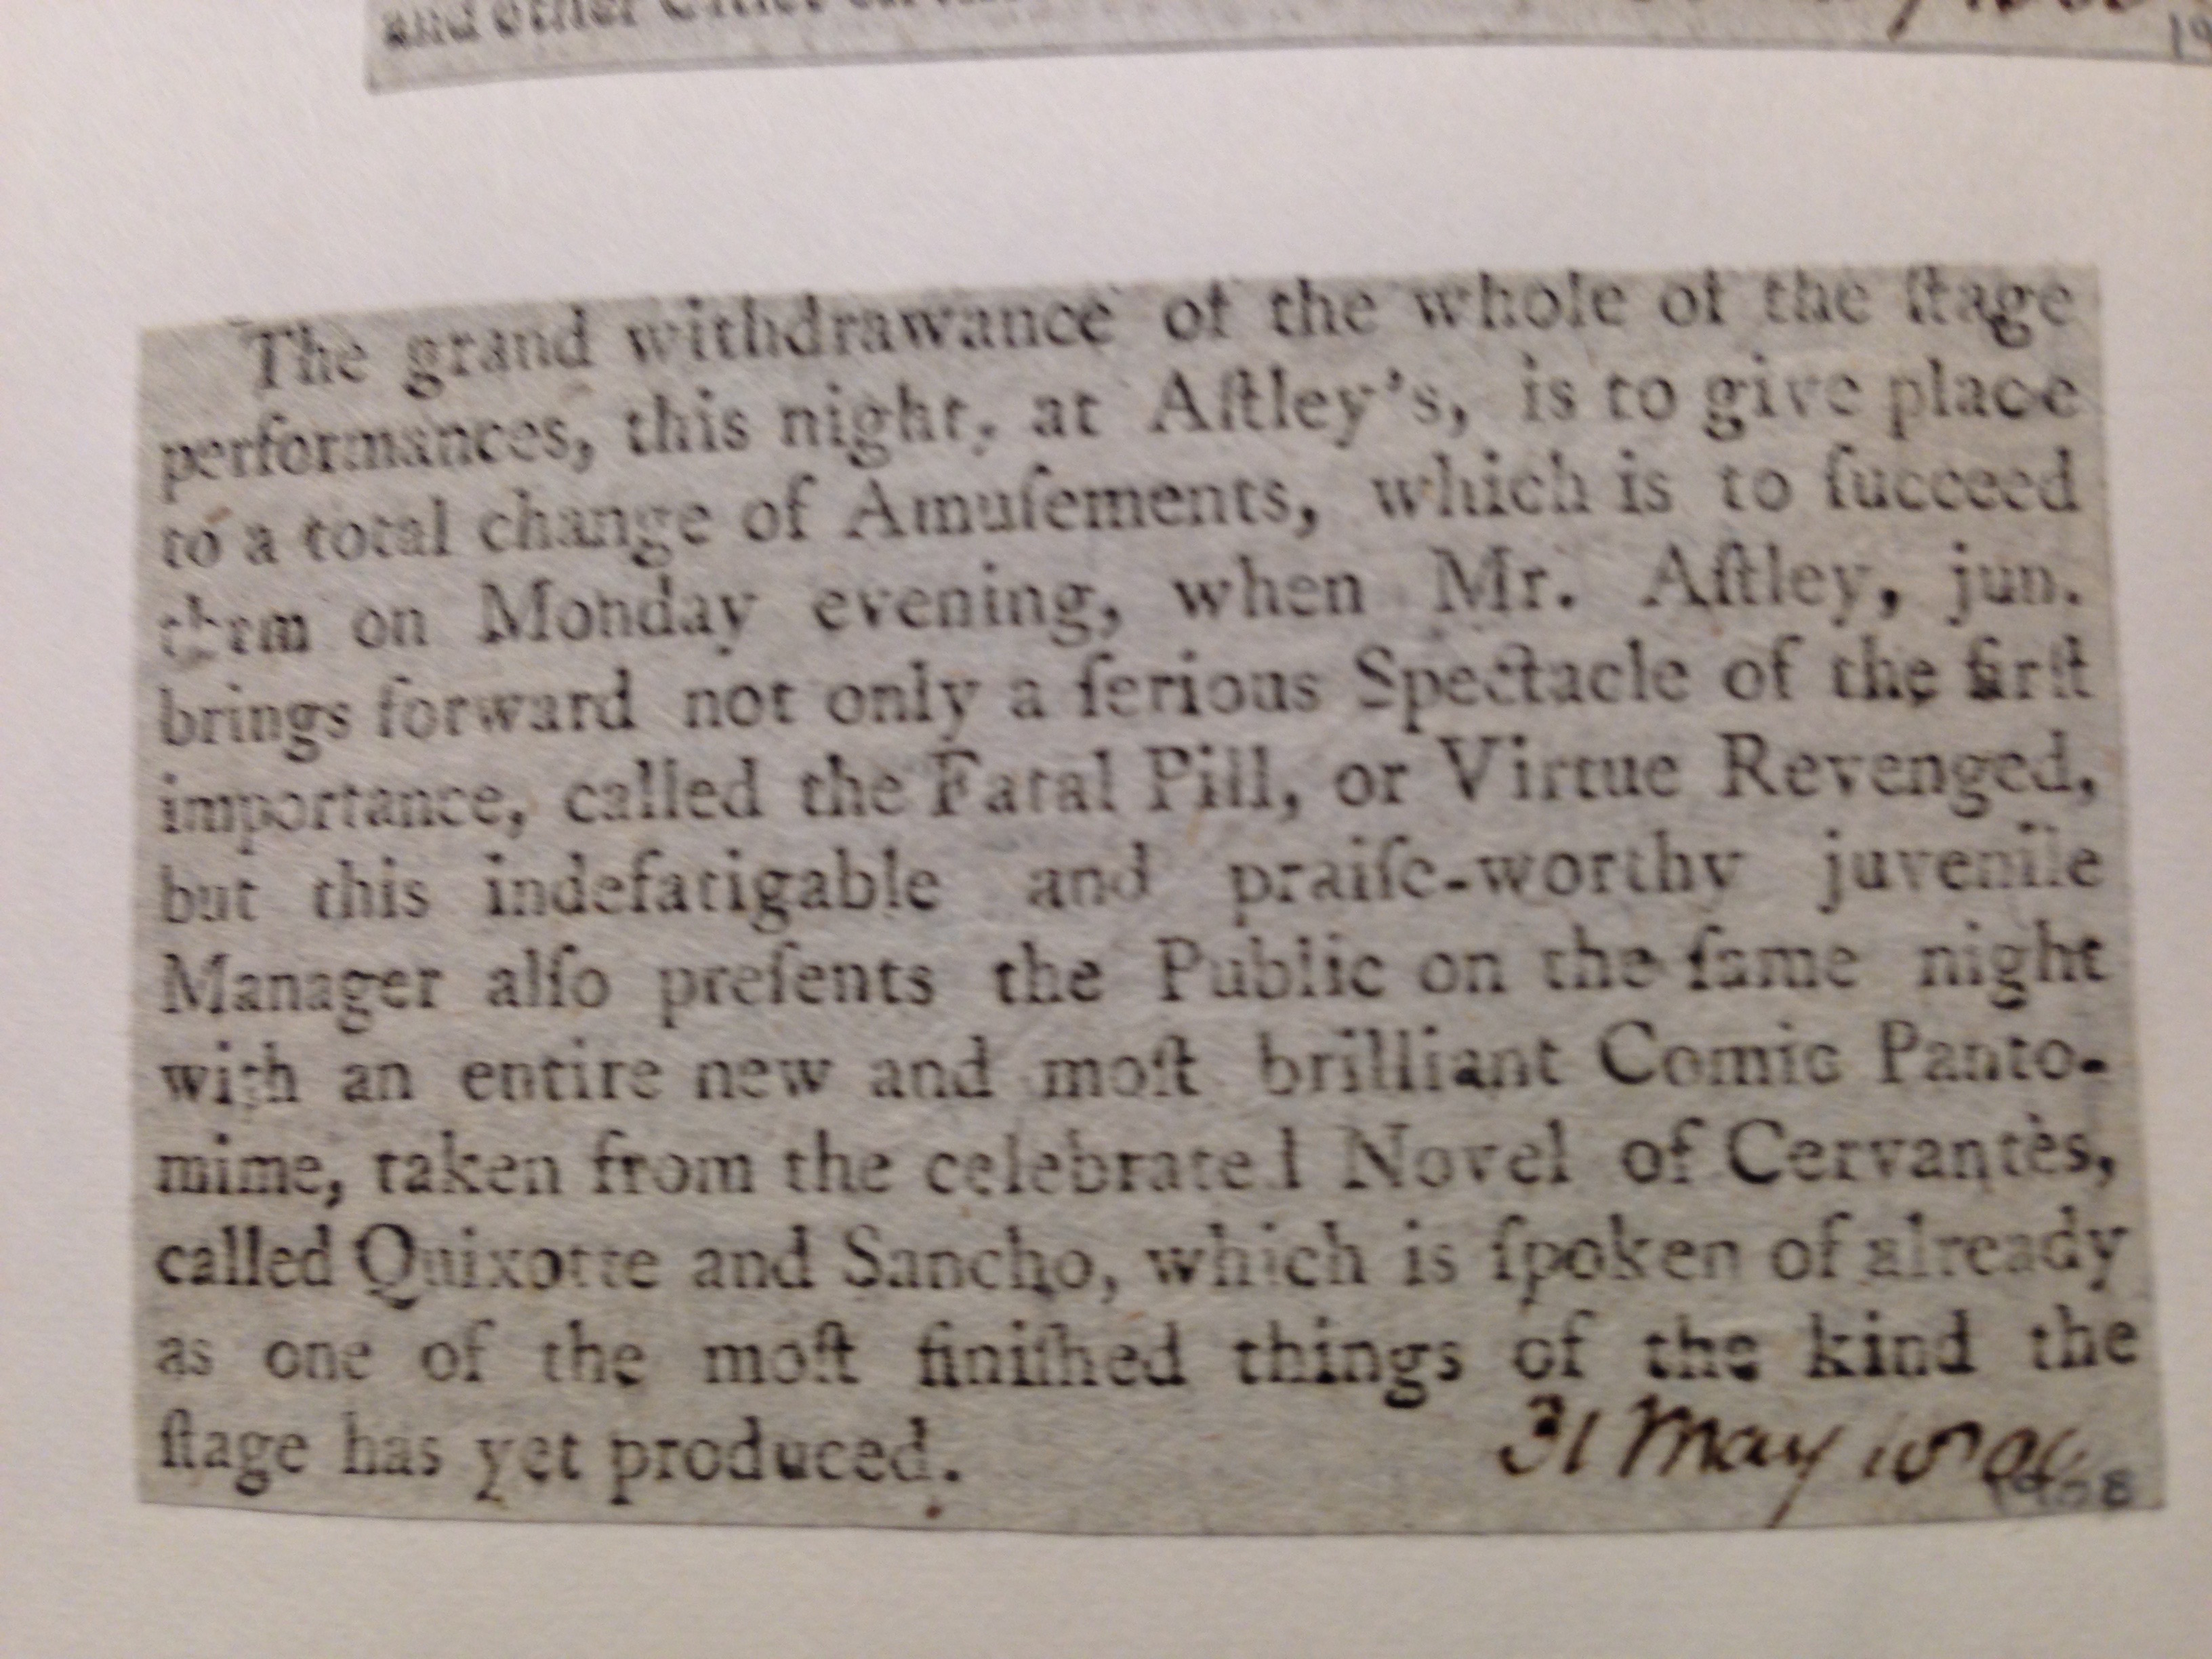 and other
19
The grand withdrawance of the whole of the ſtage
performances, this night, at Aſtley's, is to give place
to a total change of Amuſements, which is to ſucceed
them on Monday evening, when Mr. Aſtley, jun.
brings forward not only a ſerious Spectacle of the firſt
importance, called the Fatal Pill, or Virtue Revenged,
but this indefatigable and praiſe-worthy juvenile
Manager alſo preſents the Public on the ſame night
with an entire new and moſt brilliant Comic Panto-
mime, taken from the celebrated Novel of Cervantès,
called Quixotte and Sancho, which is ſpoken of already
as one of the moſt finiſhed things of the kind the
ſtage has yet produced.
31 May